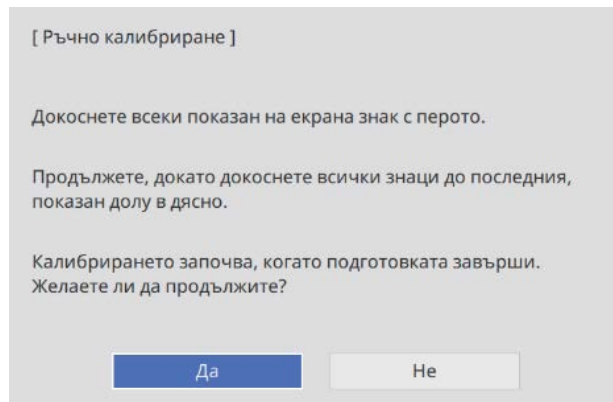 [ Ръчно калибриране ]
Докоснете всеки показан на екрана знак с перото.
Продължете, докато докоснете всички знаци до последния,
показан долу в дясно.
Калибрирането започва, когато подготовката завърши.
Желаете ли да продължите?
Да
Не